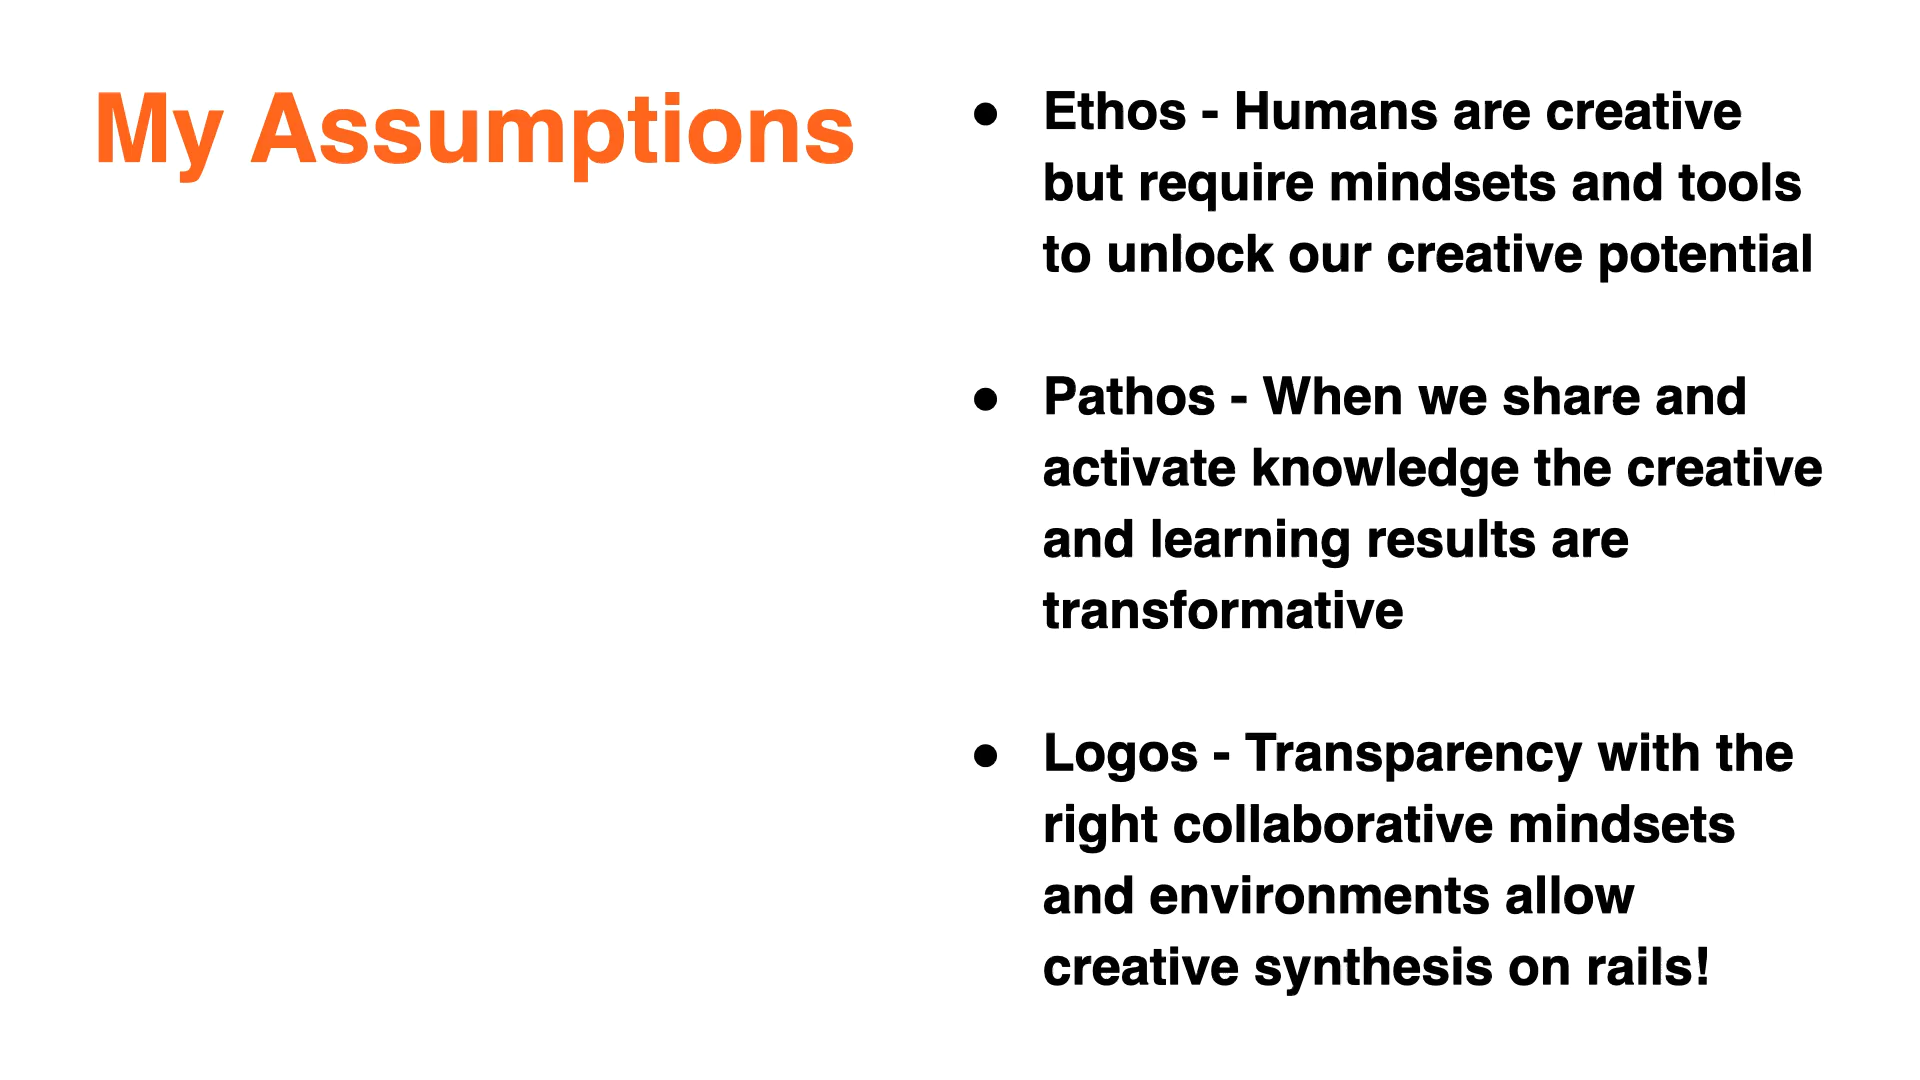 My Assumptions
● Ethos - Humans are creative
but require mindsets and tools
to unlock our creative potential
● Pathos - When we share and
activate knowledge the creative
and learning results are
transformative
● Logos - Transparency with the
right collaborative mindsets
and environments allow
creative synthesis on rails!